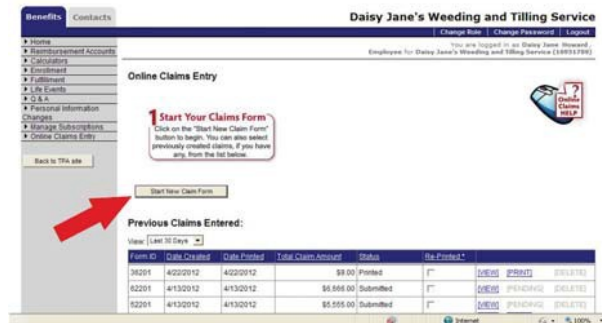 Benefits Contacts
Daisy Jane's Weeding and Tilling Service
Change Role | Change Password | Logout
You are logged in as Daisy Jane Howard,
Employee for Daisy Jane's Weeding and Tilling Service
Home
Reimbursement Accounts
Calculators
Enrollment
Fulfillment
Life Events
Q & A
Personal Information
Changes
Manage Subscriptions
Online Claims Entry
Back to TPA site
Online Claims Entry
Online
Claims
HELP
1 Start Your
Claims Form
Click on the "Start
New Claim Form"
button to begin. You can also select
previously created claims, if you have
any, from the list below.
Start New Claim Form
Previous Claims Entered:
View: Last 30 Days
Form ID Date Created Date Printed Total Claim Amount Status Re-Printed *
36201 4/22/2012 4/22/2012 $9.00 Printed [VIEW] [PRINT] [DELETE]
62201 4/13/2012 4/13/2012 Submitted [VIEW] [PENDING] [DELETE]
52201 4/13/2012 4/13/2012 $5,555.00 Submitted [VIEW] [PENDING] [DELETE]
Internet 100%